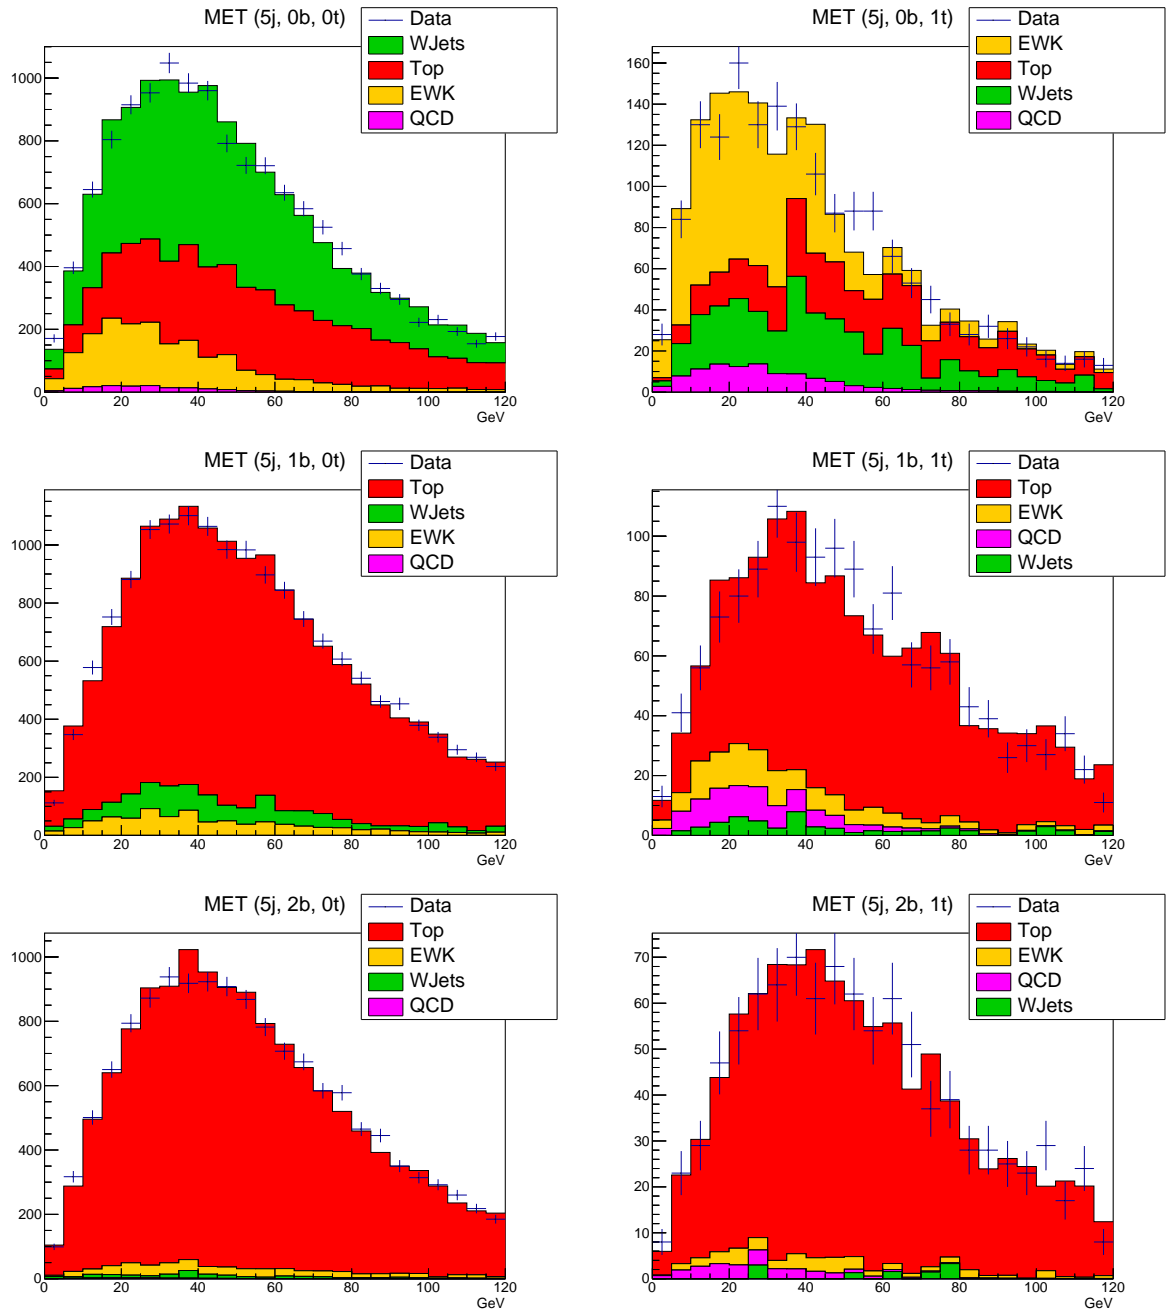 MET (5j, 0b, 0t)
Data
WJets
Top
EWK
QCD
1000
800
600
400
200
0
0 20 40 60 80 100 120
GeV
MET (5j, 0b, 1t)
Data
EWK
Top
WJets
QCD
160
140
120
100
80
60
40
20
0
0 20 40 60 80 100 120
GeV
MET (5j, 1b, 0t)
Data
Top
WJets
EWK
QCD
1000
800
600
400
200
0
0 20 40 60 80 100 120
GeV
MET (5j, 1b, 1t)
Data
Top
EWK
QCD
WJets
100
80
60
40
20
0
0 20 40 60 80 100 120
GeV
MET (5j, 2b, 0t)
Data
Top
EWK
WJets
QCD
1000
800
600
400
200
0
0 20 40 60 80 100 120
GeV
MET (5j, 2b, 1t)
Data
Top
EWK
QCD
WJets
70
60
50
40
30
20
10
0
0 20 40 60 80 100 120
GeV